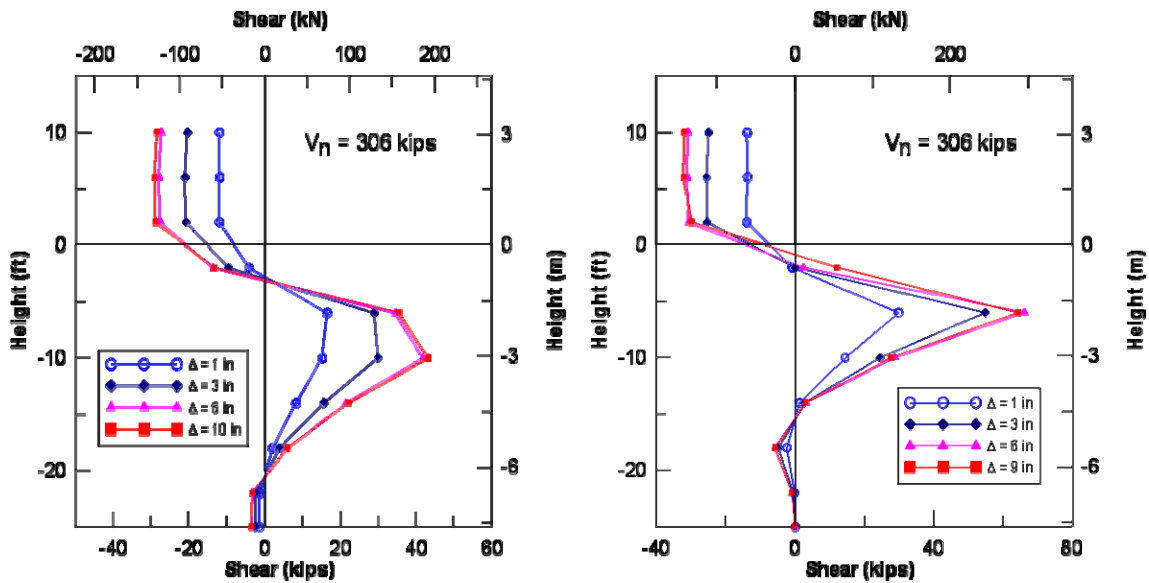 Shear (kN)
-200 -100 0 100 200
Vn = 306 kips
Height (ft)
10
0
-10
-20
3
0
-3
-6
Height (m)
Δ = 1 in
Δ = 3 in
Δ = 6 in
Δ = 10 in
-40 -20 0 20 40 60
Shear (kips)
Shear (kN)
0 200
Vn = 306 kips
Height (ft)
10
0
-10
-20
3
0
-3
-6
Height (m)
Δ = 1 in
Δ = 3 in
Δ = 6 in
Δ = 9 in
-40 0 40 80
Shear (kips)